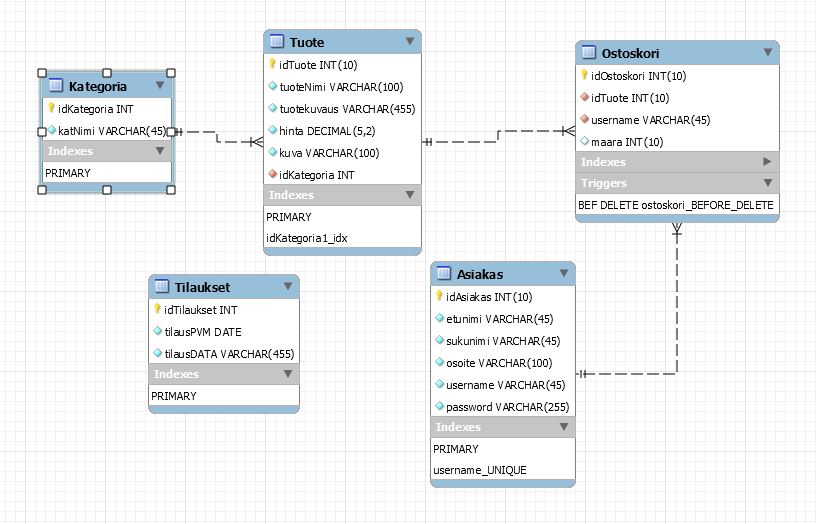 Kategoria
idKategoria INT
katNimi VARCHAR(45)
Indexes
PRIMARY
Tuote
idTuote INT(10)
tuoteNimi VARCHAR(100)
tuotekuvaus VARCHAR(455)
hinta DECIMAL(5,2)
kuva VARCHAR(100)
idKategoria INT
Indexes
PRIMARY
idKategoria1_idx
Ostoskori
idOstoskori INT(10)
idTuote INT(10)
username VARCHAR(45)
maara INT(10)
Indexes
Triggers
BEF DELETE ostoskori_BEFORE_DELETE
Tilaukset
idTilaukset INT
tilausPVM DATE
tilausDATA VARCHAR(455)
Indexes
PRIMARY
Asiakas
idAsiakas INT(10)
etunimi VARCHAR(45)
sukunimi VARCHAR(45)
osoite VARCHAR(100)
username VARCHAR(45)
password VARCHAR(255)
Indexes
PRIMARY
username_UNIQUE